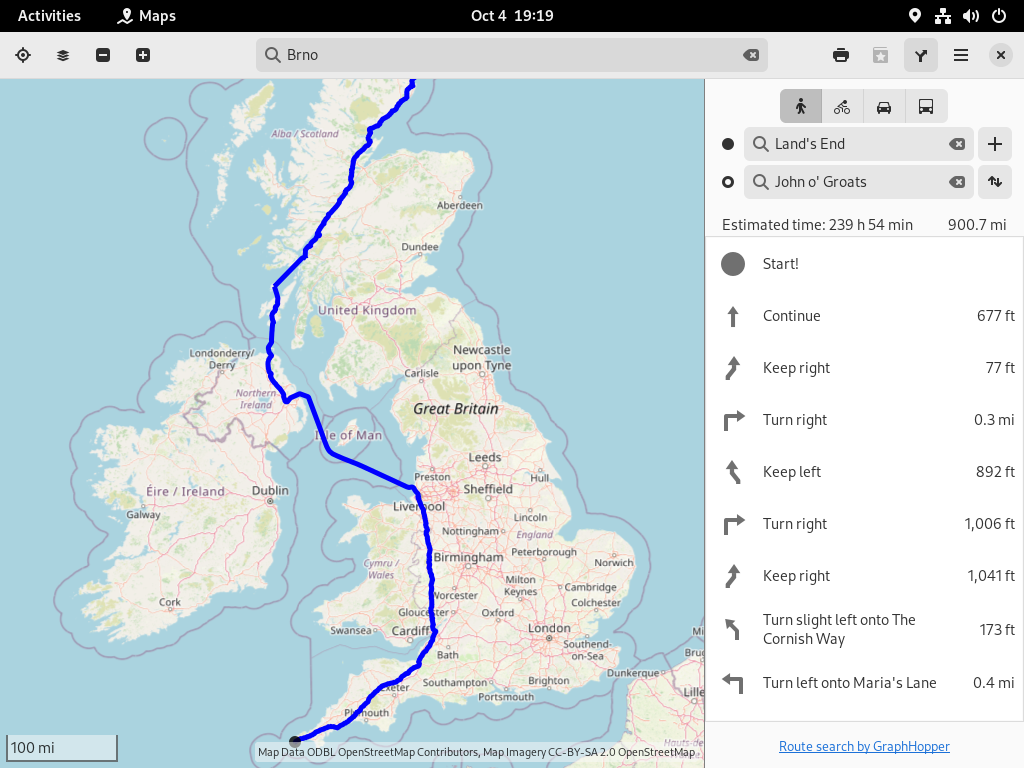 Activities
Maps
Oct 4 19:19
Brno
Land's End
John o' Groats
Estimated time: 239 h 54 min
900.7 mi
Start!
Continue
677 ft
Keep right
77 ft
Turn right
0.3 mi
Keep left
892 ft
Turn right
1,006 ft
Keep right
1,041 ft
Turn slight left onto The
Cornish Way
173 ft
Turn left onto Maria's Lane
0.4 mi
Route search by GraphHopper
Alba / Scotland
Aberdeen
Dundee
United Kingdom
Londonderry/
Derry
Newcastle
upon Tyne
Carlisle
Northern
Ireland
Great Britain
Isle of Man
Leeds
Preston
Hull
Éire / Ireland
Dublin
Sheffield
Liverpool
Galway
Lincoln
England
Nottingham
Peterborough
Birmingham
Norwich
Cymru /
Wales
Milton
Keynes
Cambridge
Worcester
Colchester
Cork
Gloucester
Oxford
Swansea
Cardiff
London
Bath
Southend-
on-Sea
Dunkerque
Southampton
Brighton
Exeter
Portsmouth
Lille
Plymouth
Hauts-de-
100 mi
Map Data ODBL OpenStreetMap Contributors, Map Imagery CC-BY-SA 2.0 OpenStreetMap